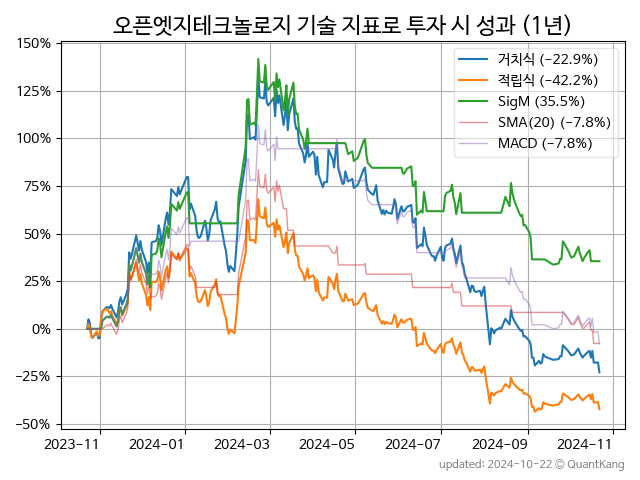 오픈엣지테크놀로지 기술 지표로 투자 시 성과 (1년)
150%
125%
100%
75%
50%
25%
0%
−25%
−50%
거치식 (−22.9%)
적립식 (−42.2%)
SigM (35.5%)
SMA(20) (−7.8%)
MACD (−7.8%)
2023-11
2024-01
2024-03
2024-05
2024-07
2024-09
2024-11
updated: 2024-10-22 © QuantKang